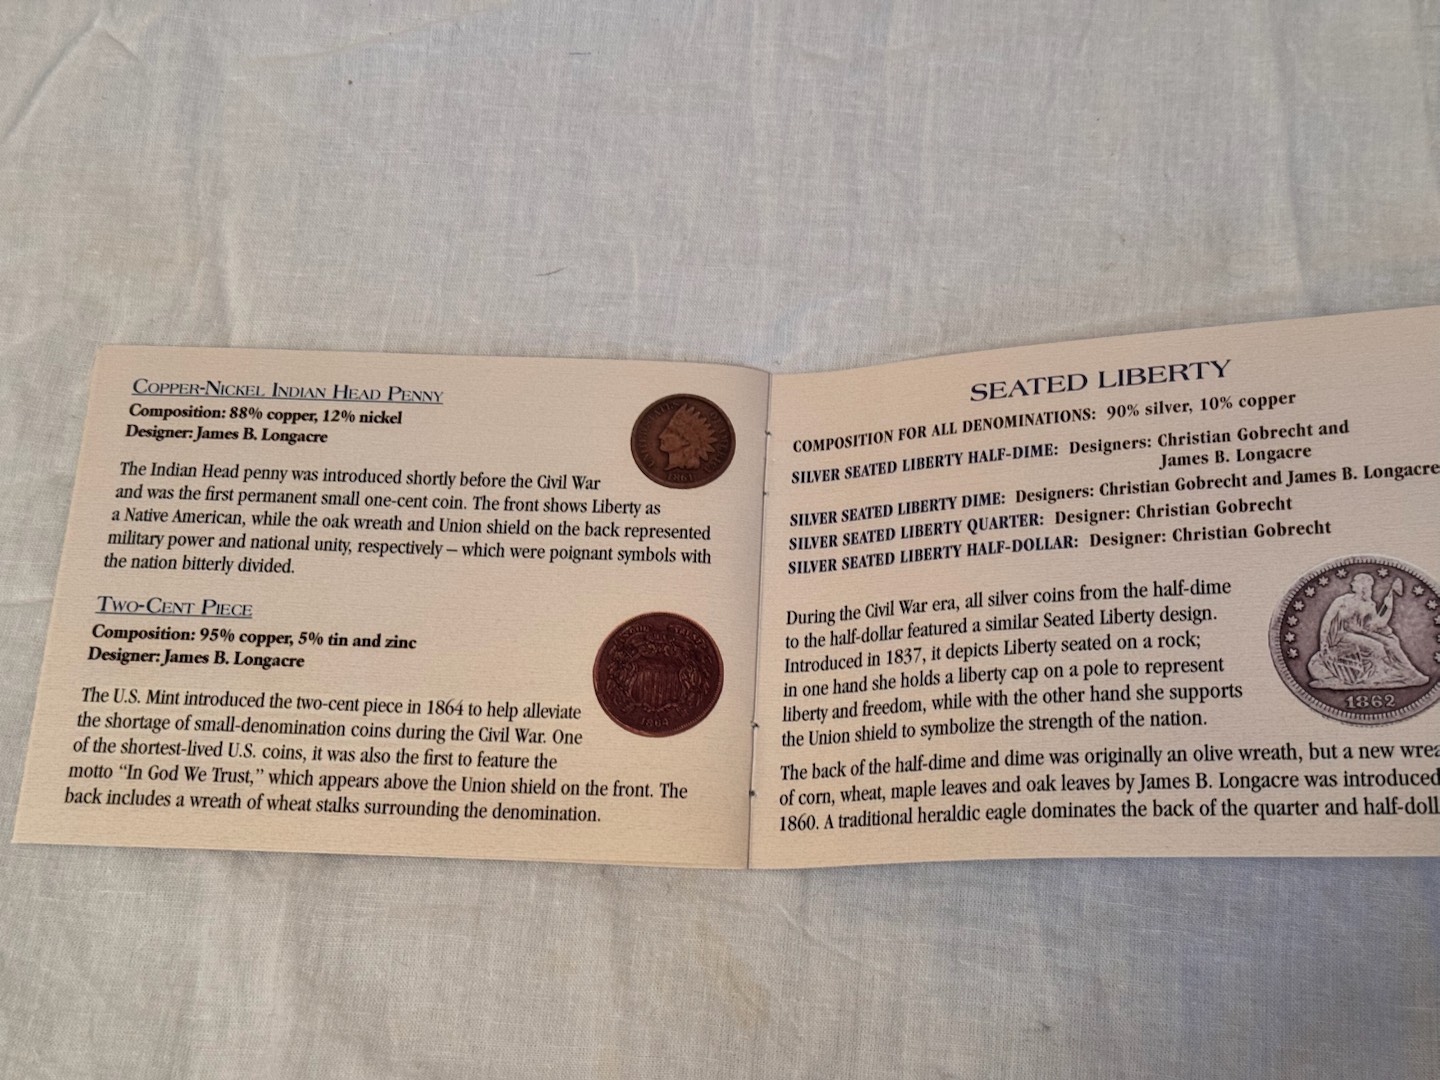 COPPER-NICKEL INDIAN HEAD PENNY
Composition: 88% copper, 12% nickel
Designer: James B. Longacre
The Indian Head penny was introduced shortly before the Civil War
and was the first permanent small one-cent coin. The front shows Liberty as
a Native American, while the oak wreath and Union shield on the back represented
military power and national unity, respectively – which were poignant symbols with
the nation bitterly divided.
TWO-CENT PIECE
Composition: 95% copper, 5% tin and zinc
Designer: James B. Longacre
The U.S. Mint introduced the two-cent piece in 1864 to help alleviate
the shortage of small-denomination coins during the Civil War. One
of the shortest-lived U.S. coins, it was also the first to feature the
motto “In God We Trust,” which appears above the Union shield on the front. The
back includes a wreath of wheat stalks surrounding the denomination.
1864
SEATED LIBERTY
COMPOSITION FOR ALL DENOMINATIONS: 90% silver, 10% copper
SILVER SEATED LIBERTY HALF-DIME: Designers: Christian Gobrecht and
James B. Longacre
SILVER SEATED LIBERTY DIME: Designers: Christian Gobrecht and James B. Longacre
SILVER SEATED LIBERTY QUARTER: Designer: Christian Gobrecht
SILVER SEATED LIBERTY HALF-DOLLAR: Designer: Christian Gobrecht
During the Civil War era, all silver coins from the half-dime
to the half-dollar featured a similar Seated Liberty design.
Introduced in 1837, it depicts Liberty seated on a rock;
in one hand she holds a liberty cap on a pole to represent
liberty and freedom, while with the other hand she supports
the Union shield to symbolize the strength of the nation.
1862
The back of the half-dime and dime was originally an olive wreath, but a new wrea
of corn, wheat, maple leaves and oak leaves by James B. Longacre was introduced
1860. A traditional heraldic eagle dominates the back of the quarter and half-doll